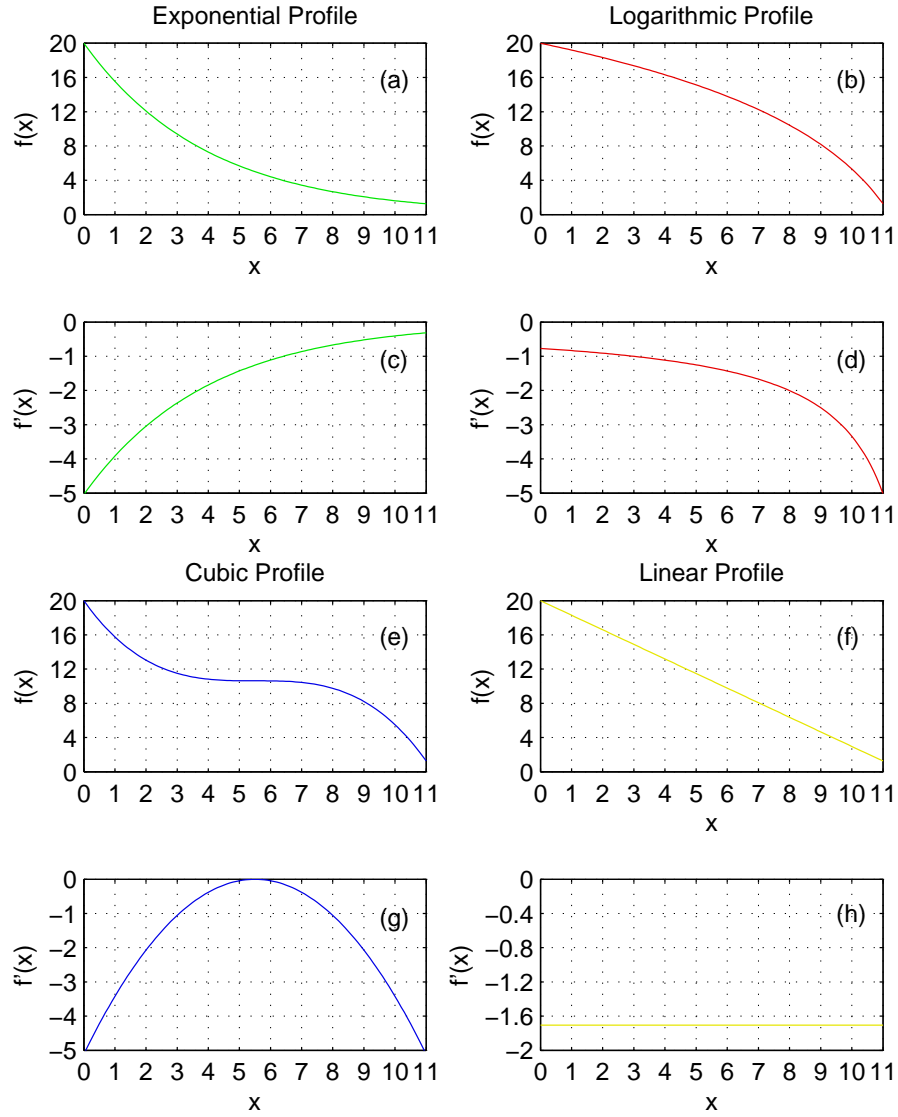 Exponential Profile
Logarithmic Profile
20
16
12
8
4
0
f(x)
(a)
0 1 2 3 4 5 6 7 8 9 10 11
x
20
16
12
8
4
0
f(x)
(b)
0 1 2 3 4 5 6 7 8 9 10 11
x
0
−1
−2
−3
−4
−5
f'(x)
(c)
0 1 2 3 4 5 6 7 8 9 10 11
x
0
−1
−2
−3
−4
−5
f'(x)
(d)
0 1 2 3 4 5 6 7 8 9 10 11
x
Cubic Profile
Linear Profile
20
16
12
8
4
0
f(x)
(e)
0 1 2 3 4 5 6 7 8 9 10 11
x
20
16
12
8
4
0
f(x)
(f)
0 1 2 3 4 5 6 7 8 9 10 11
x
0
−1
−2
−3
−4
−5
f'(x)
(g)
0 1 2 3 4 5 6 7 8 9 10 11
x
0
−0.4
−0.8
−1.2
−1.6
−2
f'(x)
(h)
0 1 2 3 4 5 6 7 8 9 10 11
x